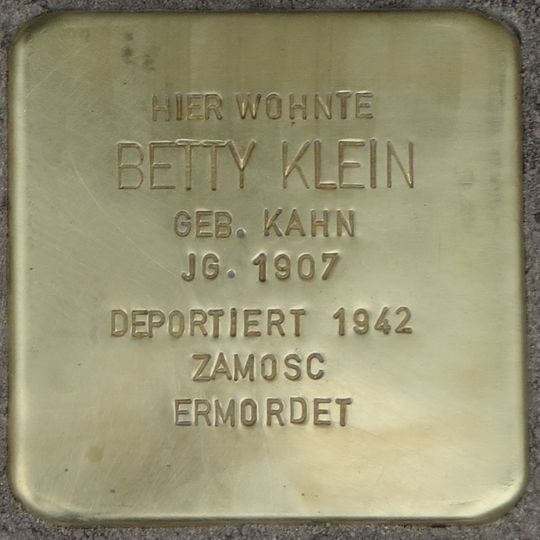 HIER WOHNTE
BETTY KLEIN
GEB. KAHN
JG. 1907
DEPORTIERT 1942
ZAMOSC
ERMORDET